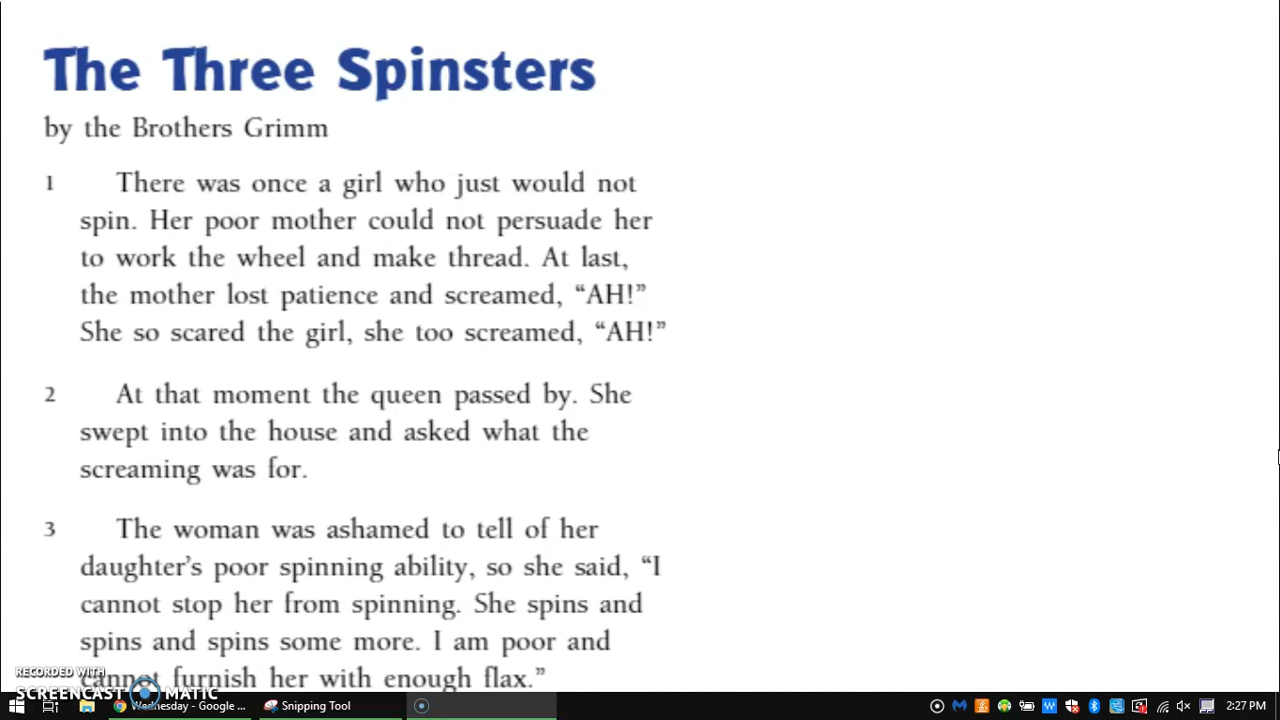 The Three Spinsters
by the Brothers Grimm
1 There was once a girl who just would not
spin. Her poor mother could not persuade her
to work the wheel and make thread. At last,
the mother lost patience and screamed, “AH!”
She so scared the girl, she too screamed, “AH!”
2 At that moment the queen passed by. She
swept into the house and asked what the
screaming was for.
3 The woman was ashamed to tell of her
daughter’s poor spinning ability, so she said, “I
cannot stop her from spinning. She spins and
spins and spins some more. I am poor and
cannot furnish her with enough flax.”
RECORDED WITH
SCREENCAST MATIC
Wednesday - Google ...
Snipping Tool
2:27 PM